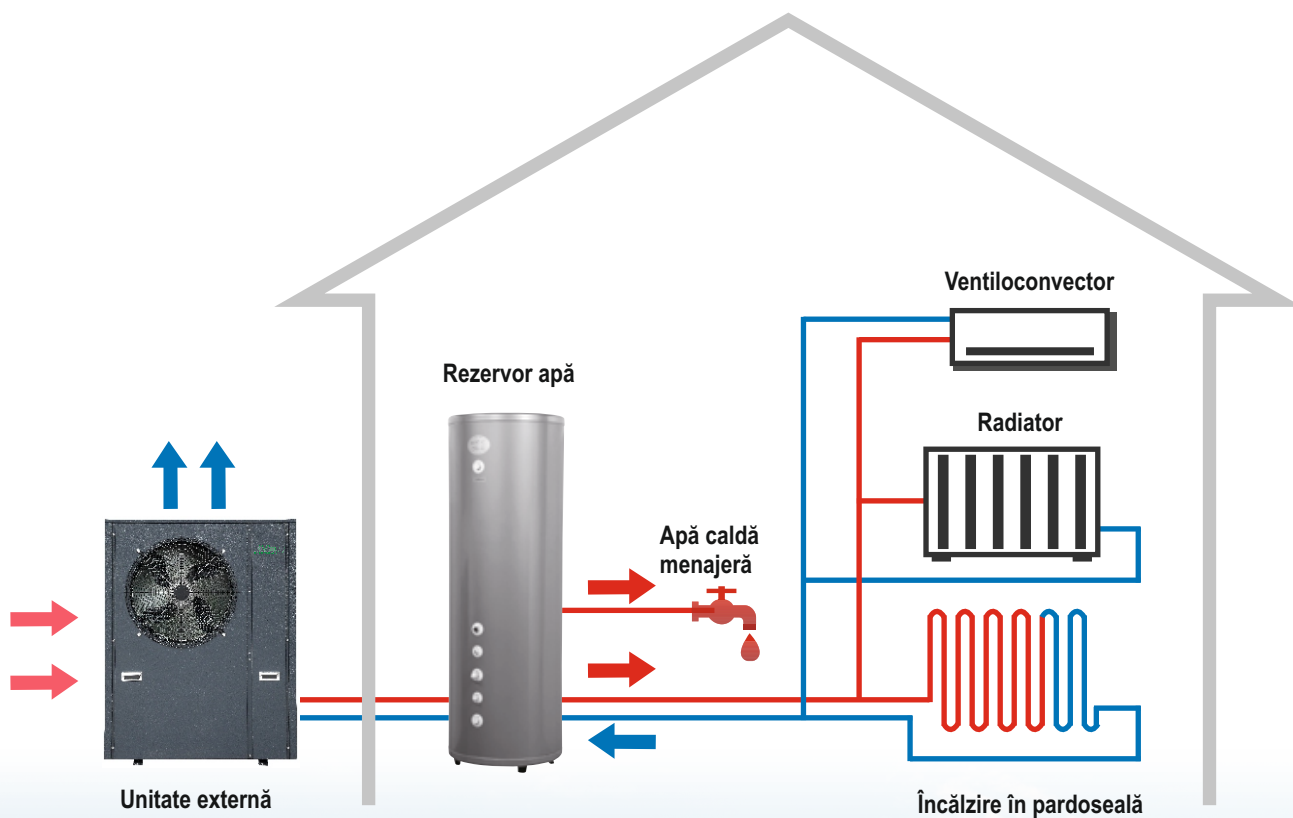 Ventiloconvector
Rezervor apă
Radiator
Apă caldă
menajeră
Unitate externă
Încălzire în pardoseală